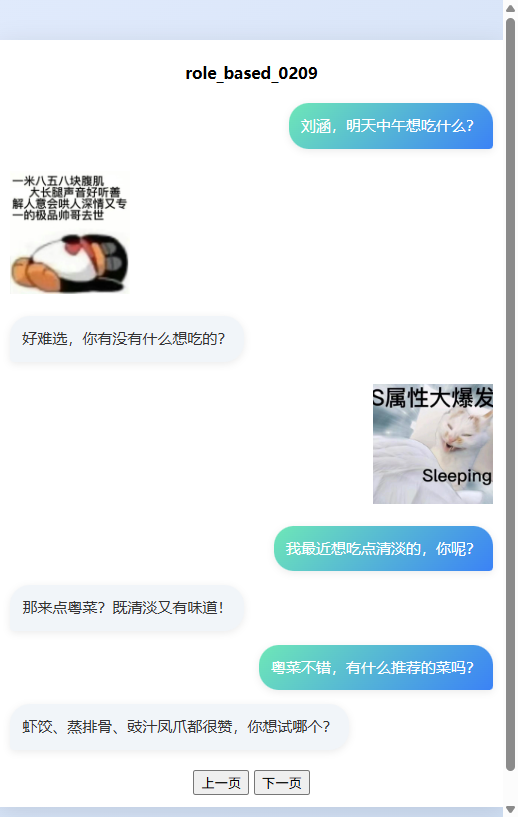 role_based_0209
刘涵，明天中午想吃什么？
一米八五八块腹肌
大长腿声音好听善
解人意会哄人深情又专
一的极品帅哥去世
好难选，你有没有什么想吃的？
S属性大爆发
Sleeping
我最近想吃点清淡的，你呢？
那来点粤菜？既清淡又有味道！
粤菜不错，有什么推荐的菜吗？
虾饺、蒸排骨、豉汁凤爪都很赞，你想试哪个？
上一页 下一页